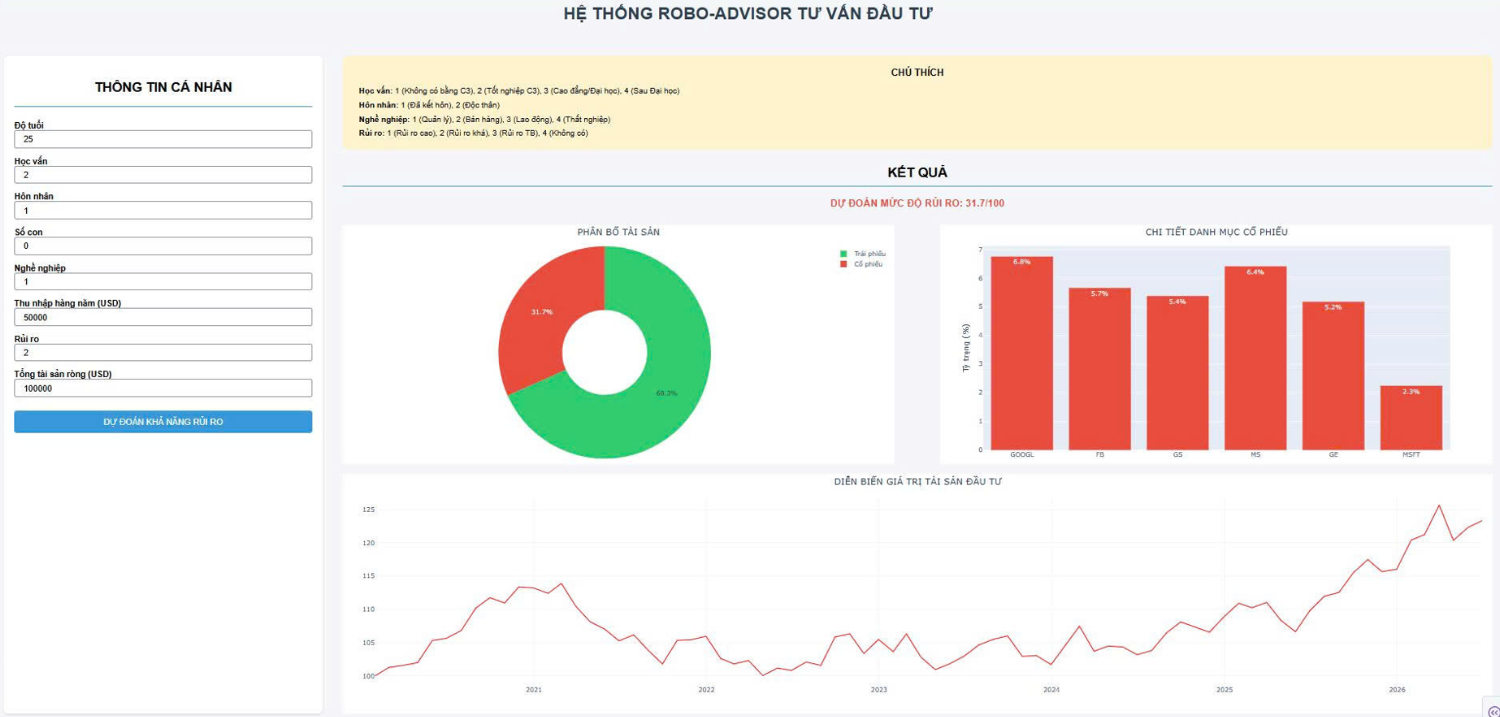 HỆ THỐNG ROBO-ADVISOR TƯ VẤN ĐẦU TƯ
THÔNG TIN CÁ NHÂN
Độ tuổi
25
Học vấn
2
Hôn nhân
1
Số con
0
Nghề nghiệp
1
Thu nhập hàng năm (USD)
50000
Rủi ro
2
Tổng tài sản ròng (USD)
100000
DỰ ĐOÁN KHẢ NĂNG RỦI RO
CHÚ THÍCH
Học vấn: 1 (Không có bằng C3), 2 (Tốt nghiệp C3), 3 (Cao đẳng/Đại học), 4 (Sau Đại học)
Hôn nhân: 1 (Đã kết hôn), 2 (Độc thân)
Nghề nghiệp: 1 (Quản lý), 2 (Bán hàng), 3 (Lao động), 4 (Thất nghiệp)
Rủi ro: 1 (Rủi ro cao), 2 (Rủi ro khá), 3 (Rủi ro TB), 4 (Không có)
KẾT QUẢ
DỰ ĐOÁN MỨC ĐỘ RỦI RO: 31.7/100
PHÂN BỔ TÀI SẢN
Trái phiếu
Cổ phiếu
31.7%
68.3%
CHI TIẾT DANH MỤC CỔ PHIẾU
Tỷ trọng (%)
7
6
5
4
3
2
1
0
6.8%
5.7%
5.4%
6.4%
5.2%
2.3%
GOOGL FB GS MS GE MSFT
DIỄN BIẾN GIÁ TRỊ TÀI SẢN ĐẦU TƯ
125
120
115
110
105
100
2021 2022 2023 2024 2025 2026